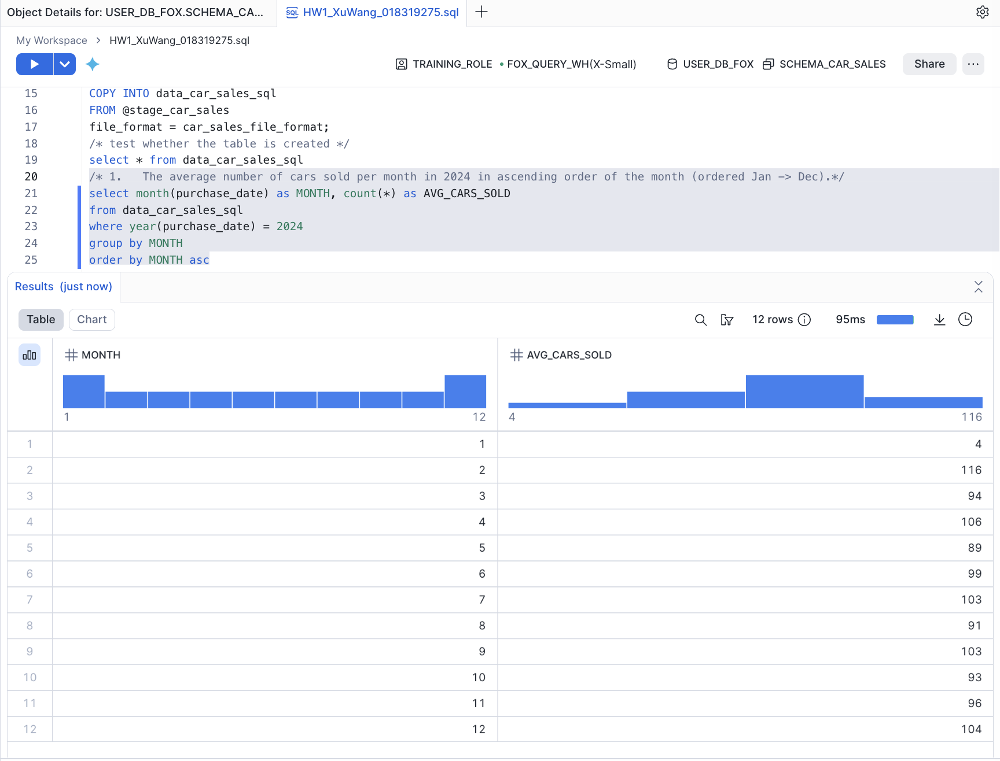 Object Details for: USER_DB_FOX.SCHEMA_CA...
SQL HW1_XuWang_018319275.sql
My Workspace > HW1_XuWang_018319275.sql
TRAINING_ROLE • FOX_QUERY_WH(X-Small) USER_DB_FOX SCHEMA_CAR_SALES Share ...
15 COPY INTO data_car_sales_sql
16 FROM @stage_car_sales
17 file_format = car_sales_file_format;
18 /* test whether the table is created */
19 select * from data_car_sales_sql
20 /* 1.   The average number of cars sold per month in 2024 in ascending order of the month (ordered Jan -> Dec).*/
21 select month(purchase_date) as MONTH, count(*) as AVG_CARS_SOLD
22 from data_car_sales_sql
23 where year(purchase_date) = 2024
24 group by MONTH
25 order by MONTH asc
Results (just now)
Table Chart 12 rows 95ms
MONTH AVG_CARS_SOLD
1 12 4 116
1 1 4
2 2 116
3 3 94
4 4 106
5 5 89
6 6 99
7 7 103
8 8 91
9 9 103
10 10 93
11 11 96
12 12 104